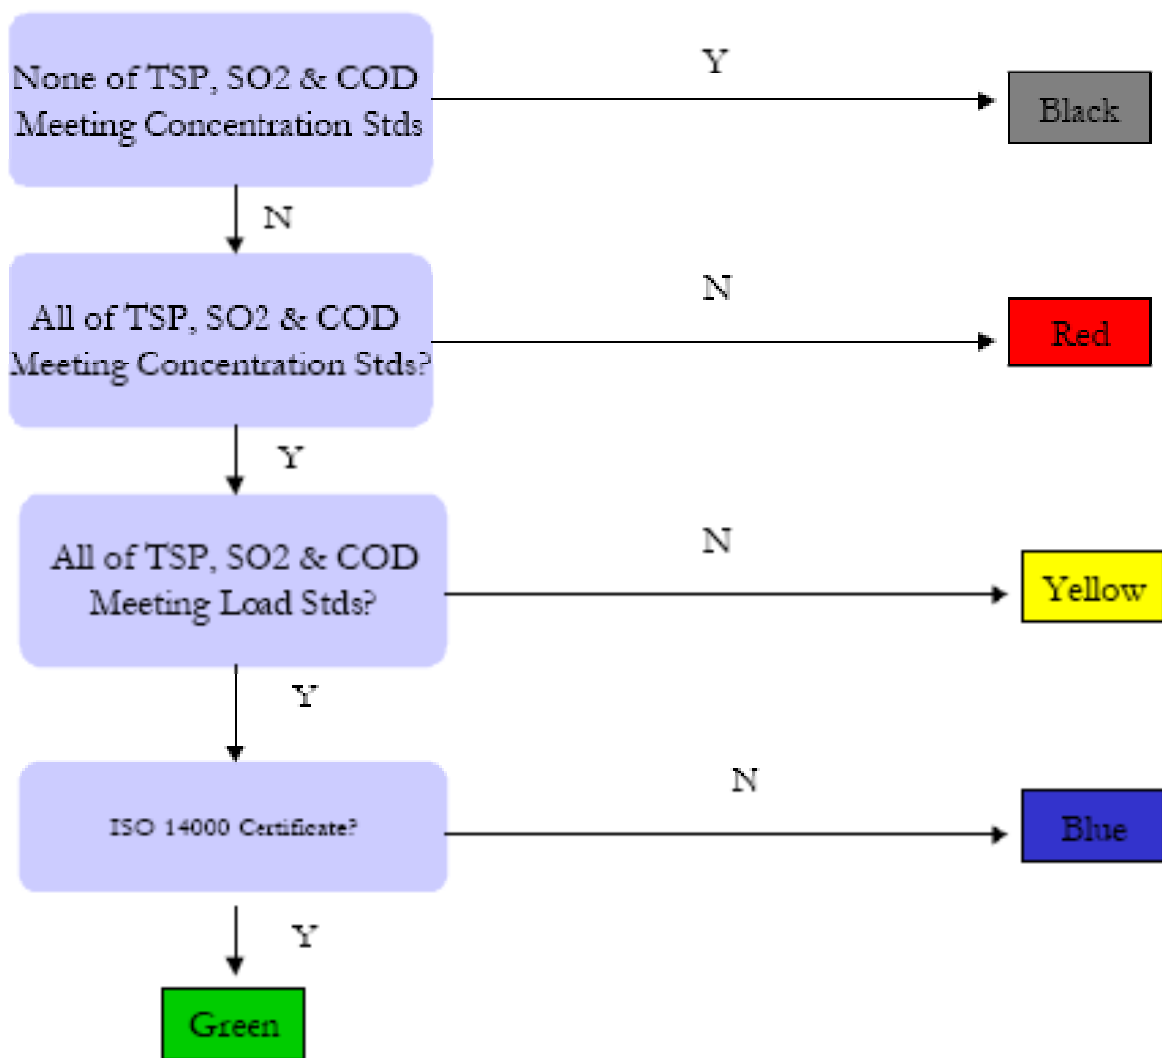 None of TSP, SO2 & COD
Meeting Concentration Stds
Y
Black
N
All of TSP, SO2 & COD
Meeting Concentration Stds?
N
Red
Y
All of TSP, SO2 & COD
Meeting Load Stds?
N
Yellow
Y
ISO 14000 Certificate?
N
Blue
Y
Green